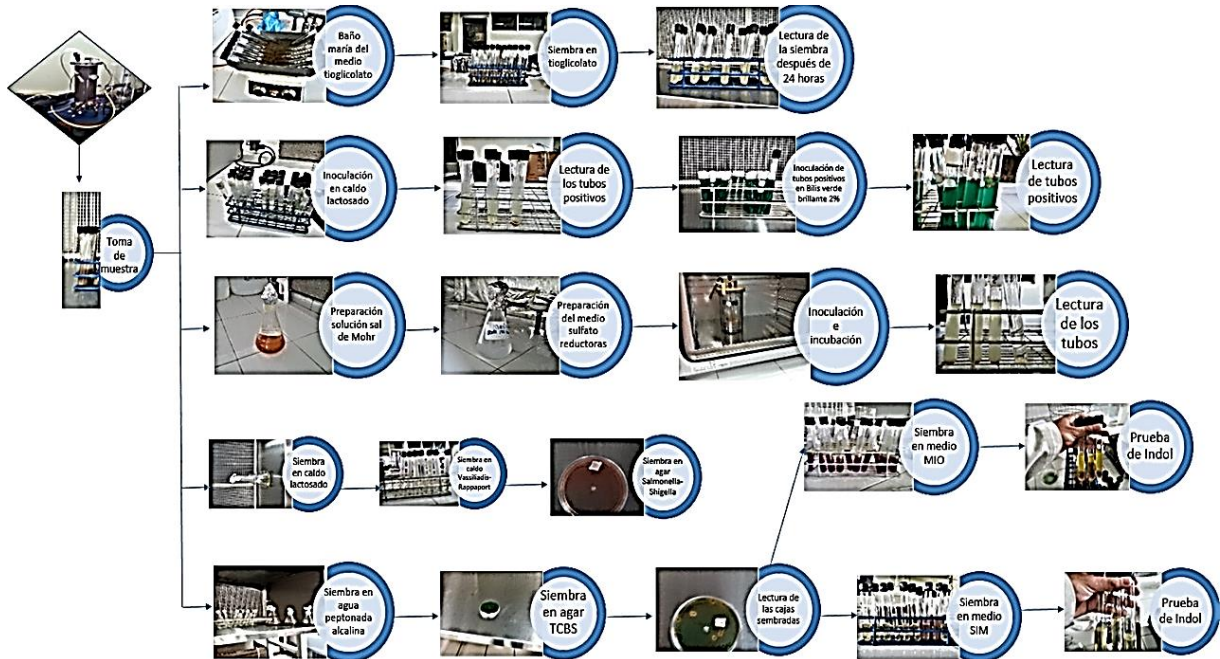 Baño
maría del
medio
tioglicolato
Siembra en
tioglicolato
Lectura de
la siembra
después de
24 horas
Toma
de
muestra
Inoculación
en caldo
lactosado
Lectura de
los tubos
positivos
Inoculación de
tubos positivos
en Bilis verde
brillante 2%
Lectura
de tubos
positivos
Preparación
solución sal
de Mohr
Preparación
del medio
sulfato
reductoras
Inoculación
e
incubación
Lectura
de los
tubos
Siembra
en caldo
lactosado
Siembra en
caldo
Vassiliadis-
Rappaport
Siembra en
agar
Salmonella-
Shigella
Siembra
en medio
MIO
Prueba
de Indol
Siembra en
agua
peptonada
alcalina
Siembra
en agar
TCBS
Lectura de
las cajas
sembradas
Siembra
en medio
SIM
Prueba
de Indol